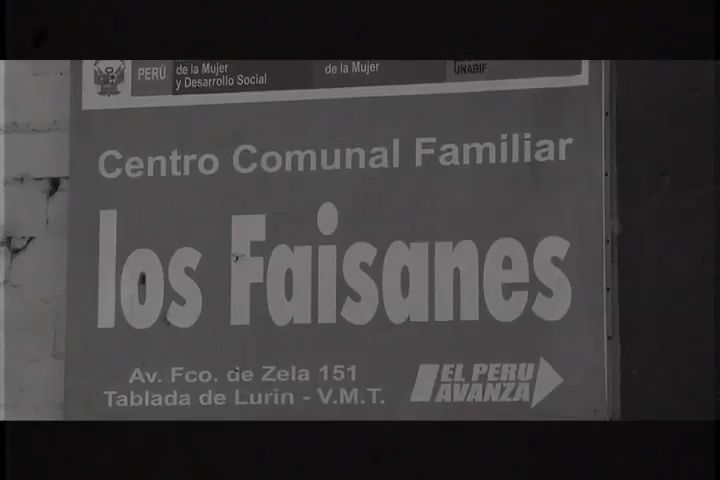 PERÚ
de la Mujer
y Desarrollo Social
de la Mujer
UNABIF
Centro Comunal Familiar
los Faisanes
Av. Fco. de Zela 151
Tablada de Lurin - V.M.T.
EL PERU
AVANZA